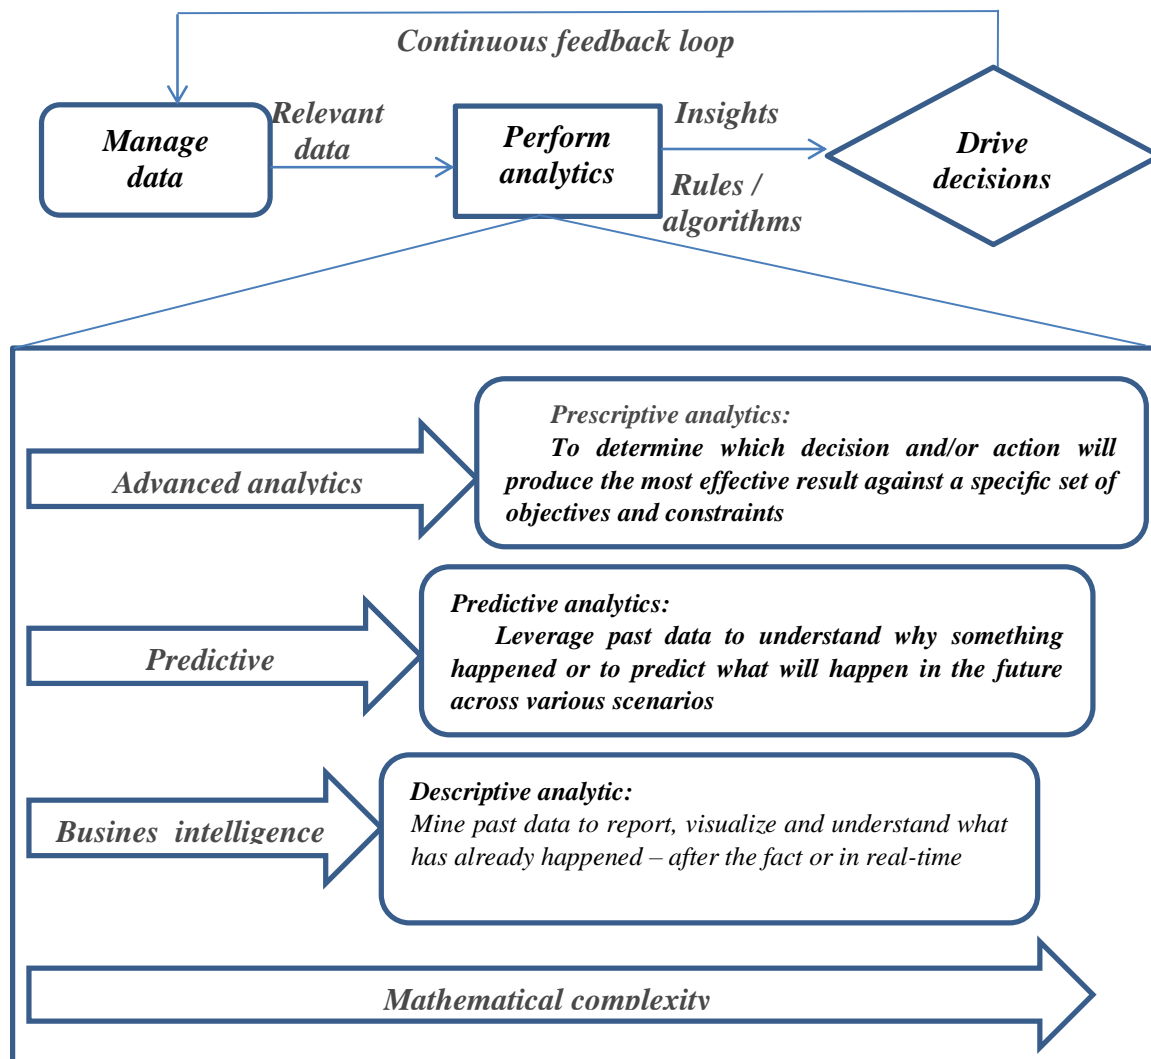 Continuous feedback loop
Manage
data
Relevant
data
Perform
analytics
Insights
Rules /
algorithms
Drive
decisions
Advanced analytics
Prescriptive analytics:
To determine which decision and/or action will
produce the most effective result against a specific set of
objectives and constraints
Predictive
Predictive analytics:
Leverage past data to understand why something
happened or to predict what will happen in the future
across various scenarios
Busines intelligence
Descriptive analytic:
Mine past data to report, visualize and understand what
has already happened – after the fact or in real-time
Mathematical complexity